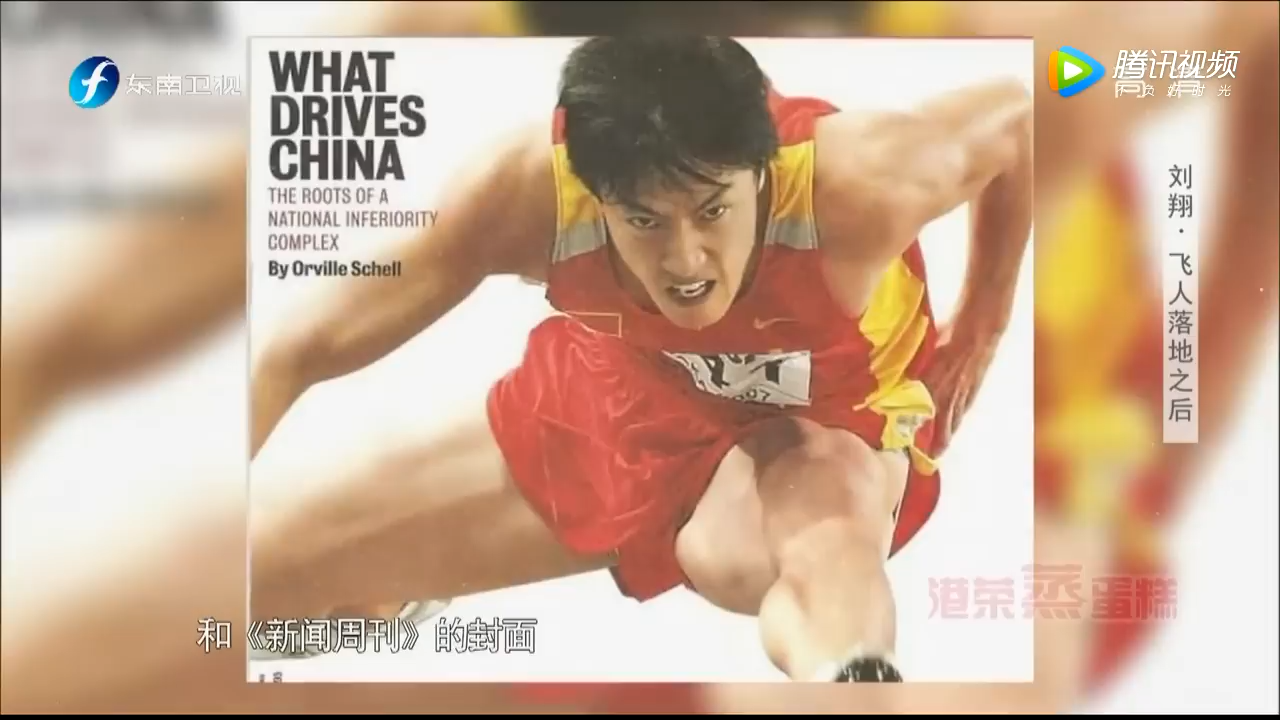 东南卫视
WHAT
DRIVES
CHINA
THE ROOTS OF A
NATIONAL INFERIORITY
COMPLEX
By Orville Schell
腾讯视频
刘翔·飞人落地之后
港荣蒸蛋糕
和《新闻周刊》的封面